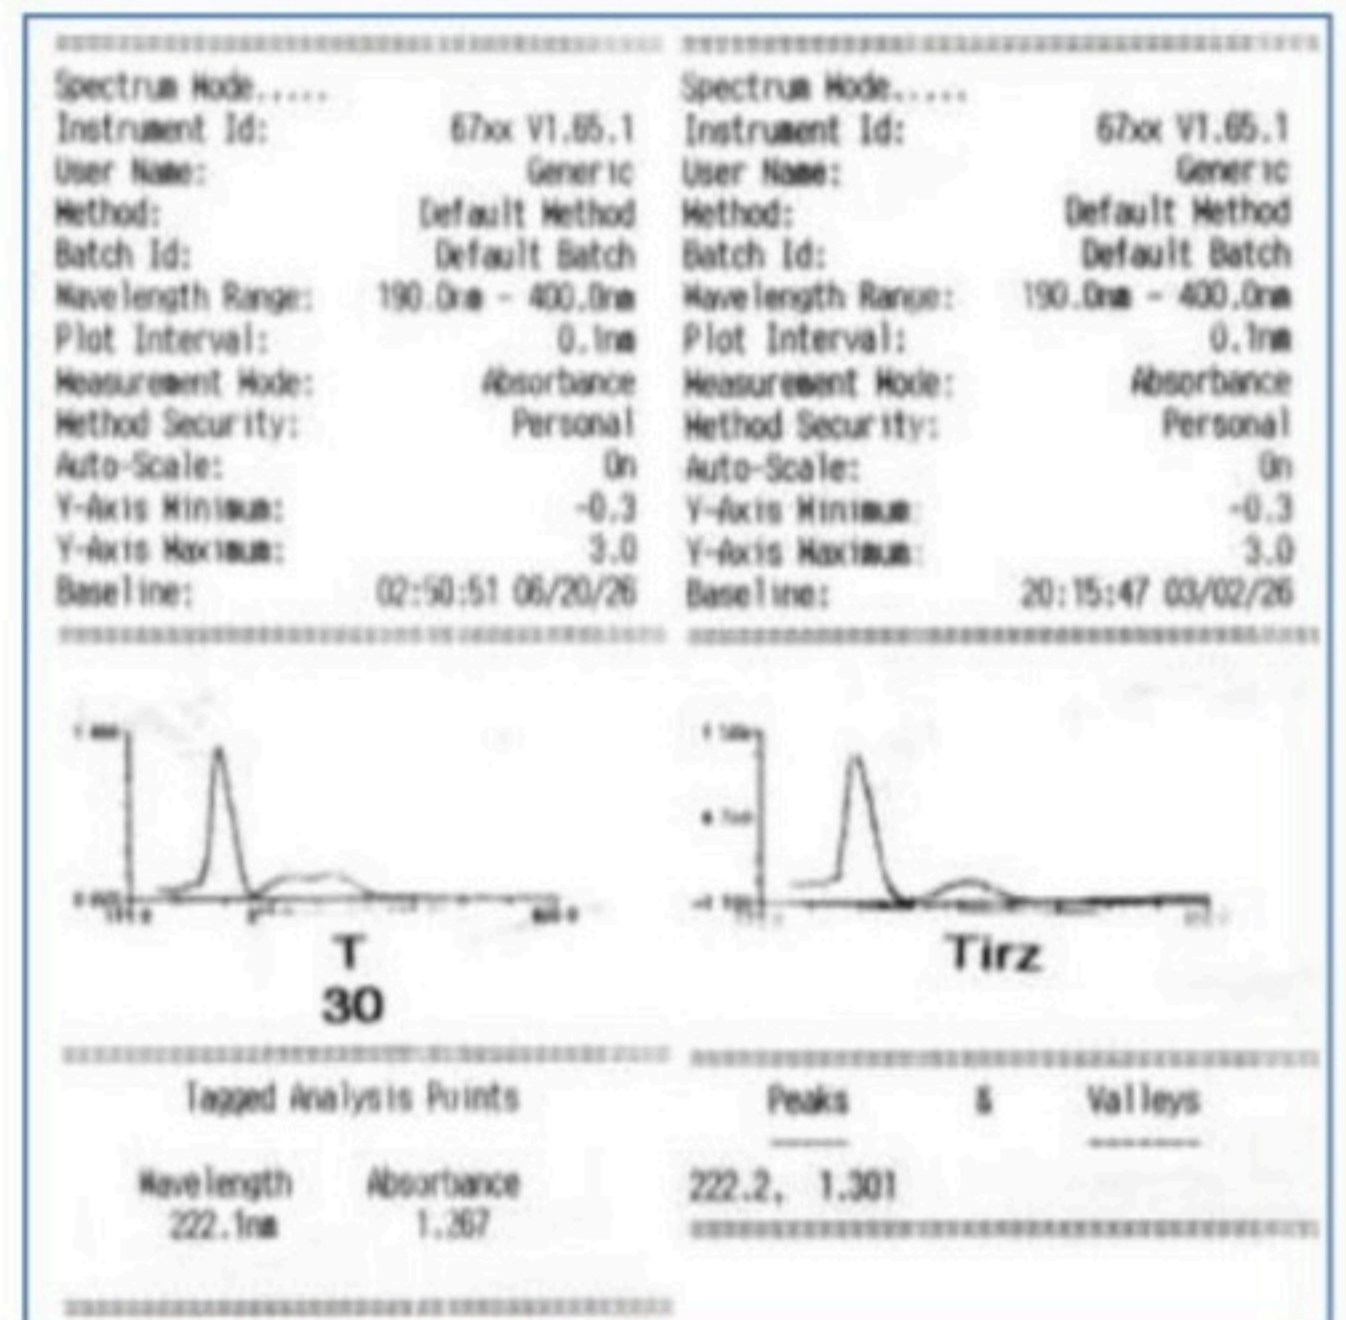 Spectrum Mode.....
Instrument Id: 67xx V1.65.1
User Name: Generic
Method: Default Method
Batch Id: Default Batch
Wavelength Range: 190.0nm - 400.0nm
Plot Interval: 0.1nm
Measurement Mode: Absorbance
Method Security: Personal
Auto-Scale: On
Y-Axis Minimum: -0.3
Y-Axis Maximum: 3.0
Baseline: 02:50:51 06/20/26
T
30
Tagged Analysis Points
Wavelength Absorbance
222.1nm
Spectrum Mode.....
Instrument Id: 67xx V1.65.1
User Name: Generic
Method: Default Method
Batch Id: Default Batch
Wavelength Range: 190.0nm - 400.0nm
Plot Interval: 0.1nm
Measurement Mode: Absorbance
Method Security: Personal
Auto-Scale: On
Y-Axis Minimum: -0.3
Y-Axis Maximum: 3.0
Baseline: 20:15:47 03/02/26
Tirz
Peaks & Valleys
222.2, 1.301